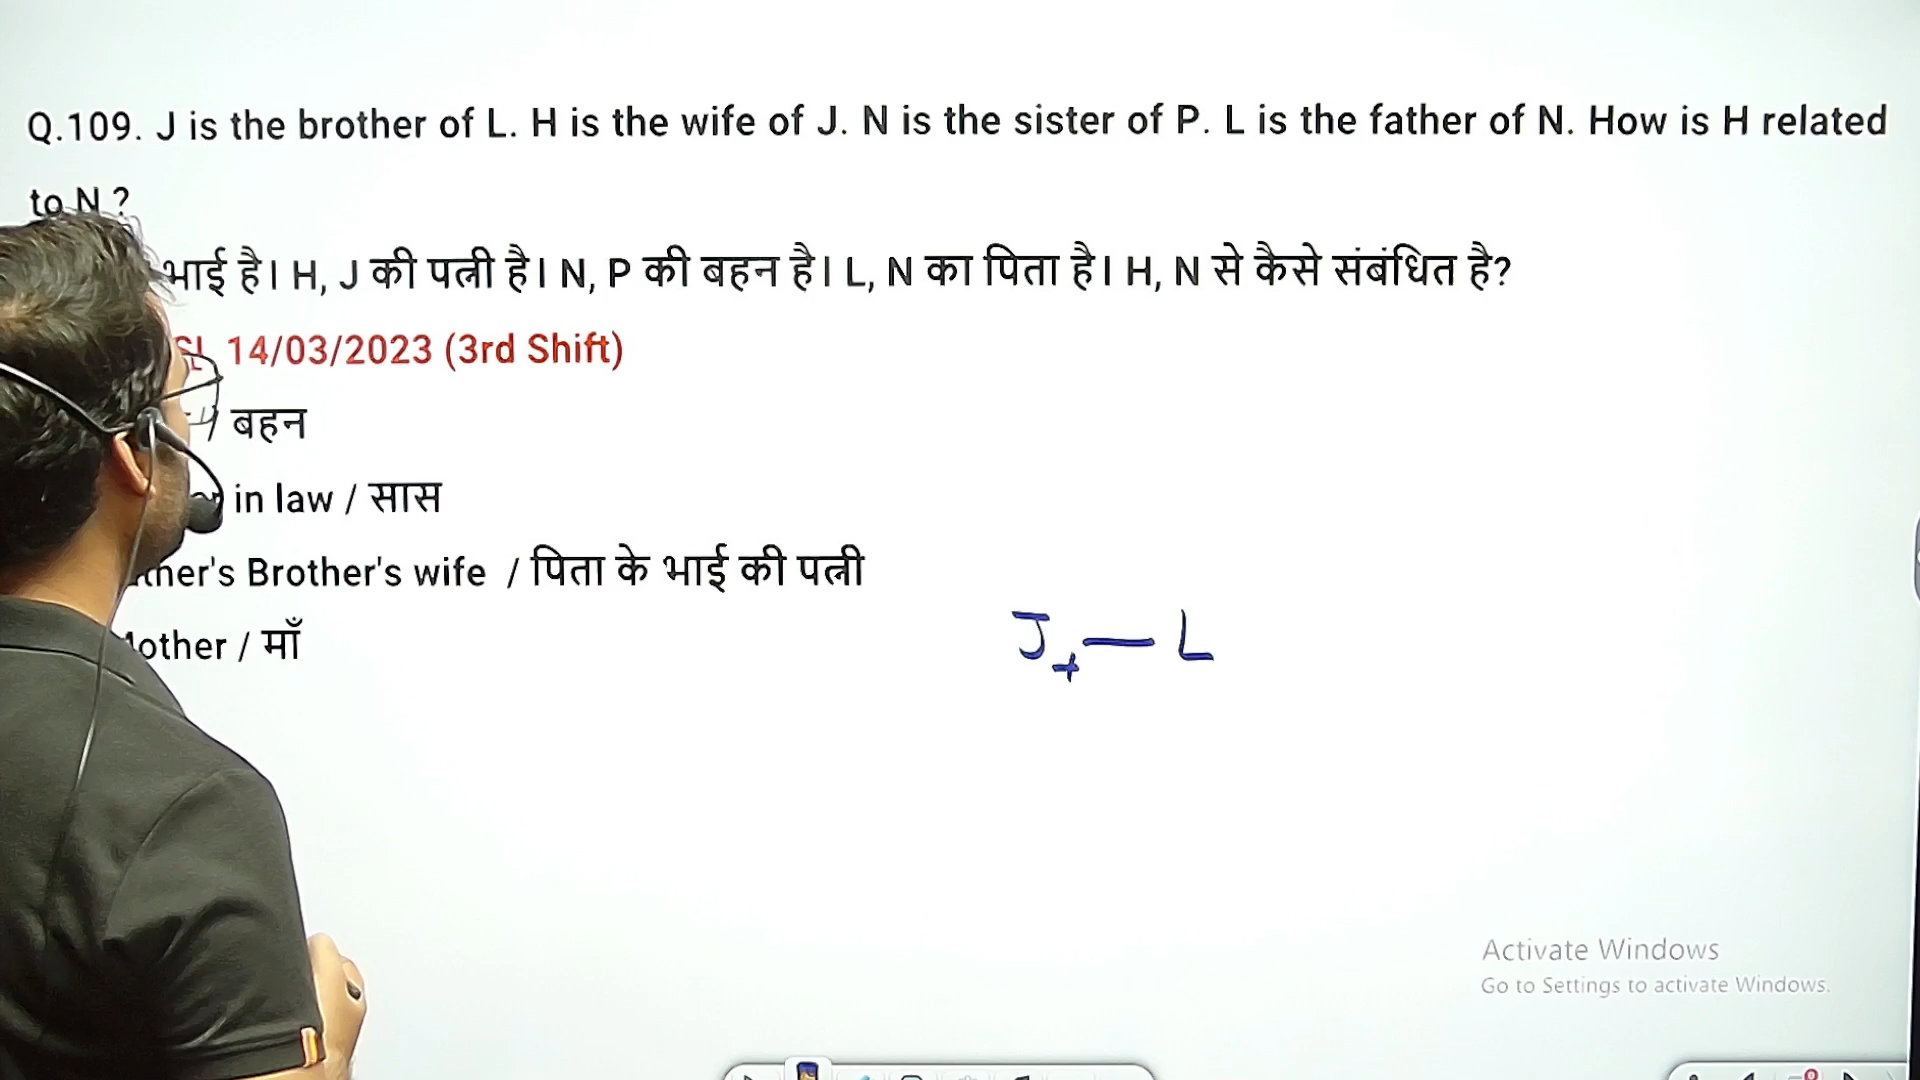 Q.109. J is the brother of L. H is the wife of J. N is the sister of P. L is the father of N. How is H related
to N ?
भाई है। H, J की पत्नी है। N, P की बहन है। L, N का पिता है। H, N से कैसे संबंधित है?
14/03/2023 (3rd Shift)
/ बहन
in law / सास
Brother's wife / पिता के भाई की पत्नी
Mother / माँ
J+ — L
Activate Windows
Go to Settings to activate Windows.